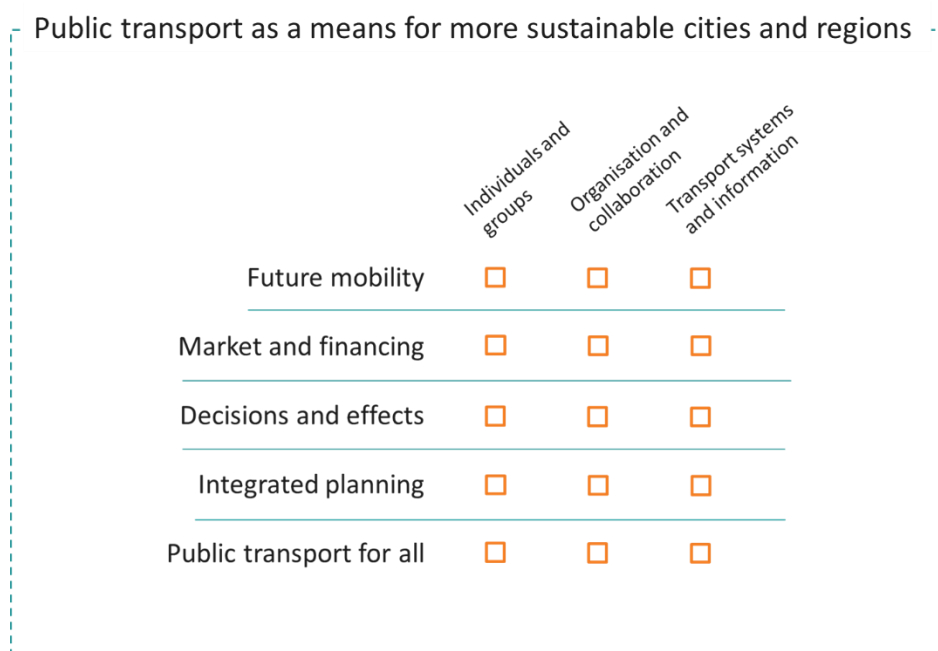 Public transport as a means for more sustainable cities and regions
Individuals and
groups
Organisation and
collaboration
Transport systems
and information
Future mobility
Market and financing
Decisions and effects
Integrated planning
Public transport for all